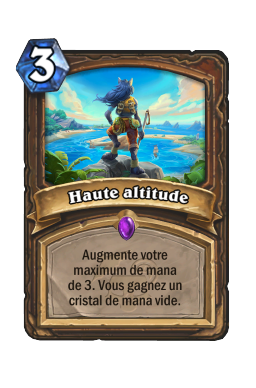 3
Haute altitude
Augmente votre
maximum de mana
de 3. Vous gagnez un
cristal de mana vide.